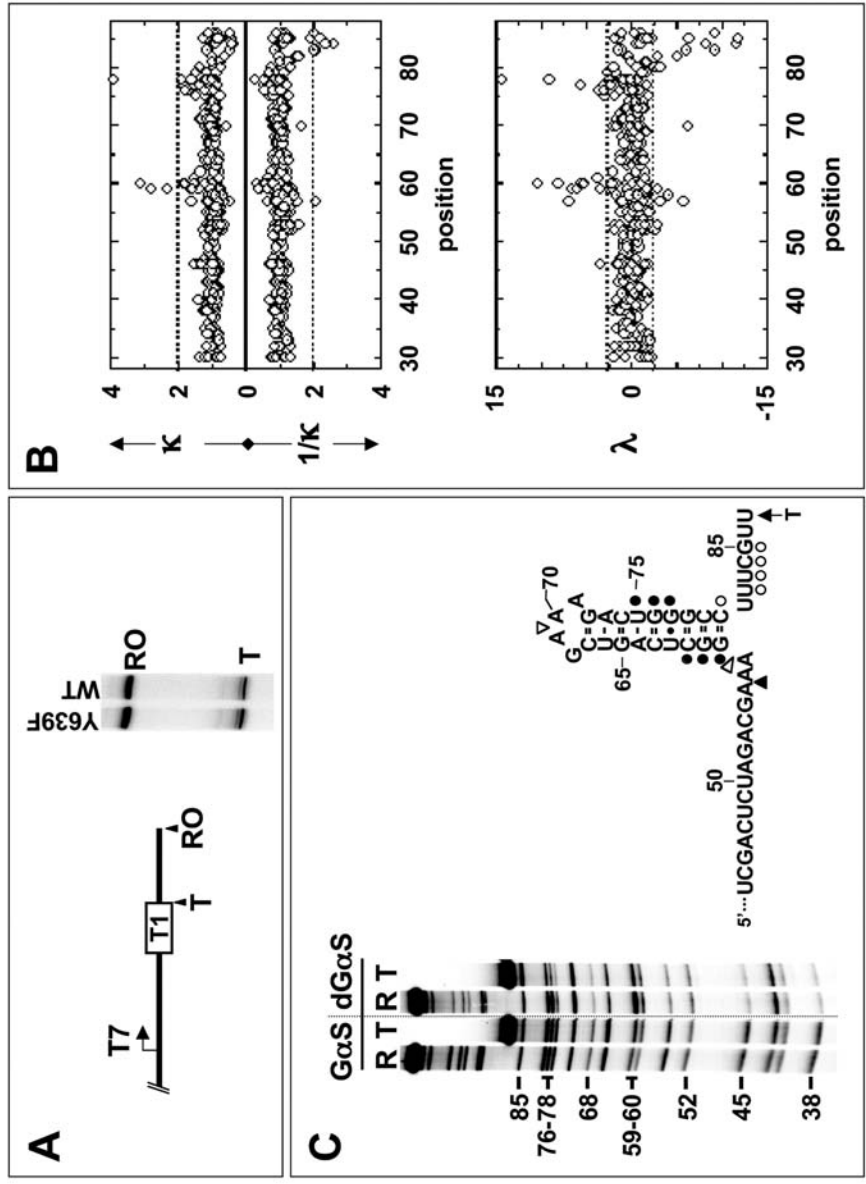 A
T7
T1
T
RO
Y639F
WT
RO
T
B
4
2
0
2
4
κ
1/κ
30 40 50 60 70 80
position
15
0
-15
λ
30 40 50 60 70 80
position
C
GαS dGαS
R T R T
85
76-78
68
59-60
52
45
38
A A 70
G A
C=G
U-A
65 G=C
A-U 75
C=G
U•G
C=G
G=C
G=C
50 85
5'···UCGACUCUAGACGAAA UUUCGUU
T